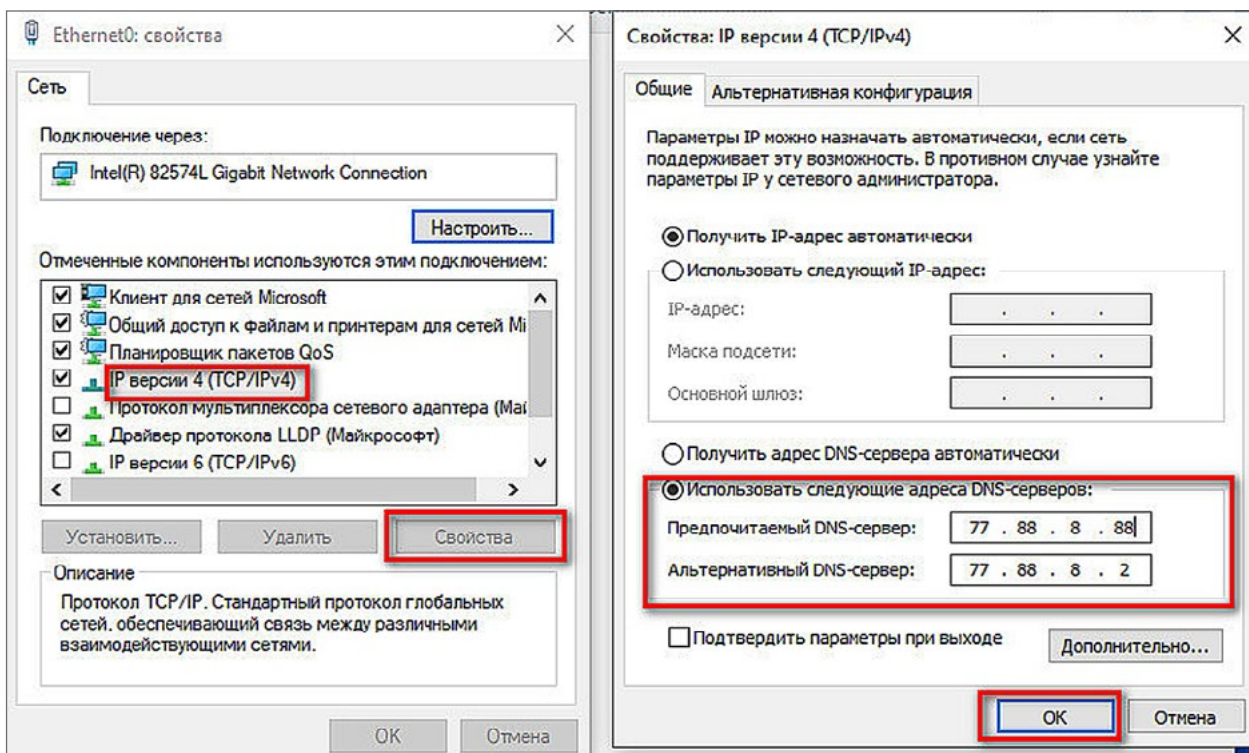 Ethernet0: свойства
Сеть
Подключение через:
Intel(R) 82574L Gigabit Network Connection
Настроить...
Отмеченные компоненты используются этим подключением:
Клиент для сетей Microsoft
Общий доступ к файлам и принтерам для сетей Mi
Планировщик пакетов QoS
IP версии 4 (TCP/IPv4)
Протокол мультиплексора сетевого адаптера (Май
Драйвер протокола LLDP (Майкрософт)
IP версии 6 (TCP/IPv6)
Установить...
Удалить
Свойства
Описание
Протокол TCP/IP. Стандартный протокол глобальных
сетей, обеспечивающий связь между различными
взаимодействующими сетями.
OK
Отмена
Свойства: IP версии 4 (TCP/IPv4)
Общие
Альтернативная конфигурация
Параметры IP можно назначать автоматически, если сеть
поддерживает эту возможность. В противном случае узнайте
параметры IP у сетевого администратора.
Получить IP-адрес автоматически
Использовать следующий IP-адрес:
IP-адрес:
Маска подсети:
Основной шлюз:
Получить адрес DNS-сервера автоматически
Использовать следующие адреса DNS-серверов:
Предпочитаемый DNS-сервер: 77 . 88 . 8 . 88
Альтернативный DNS-сервер: 77 . 88 . 8 . 2
Подтвердить параметры при выходе
Дополнительно...
OK
Отмена